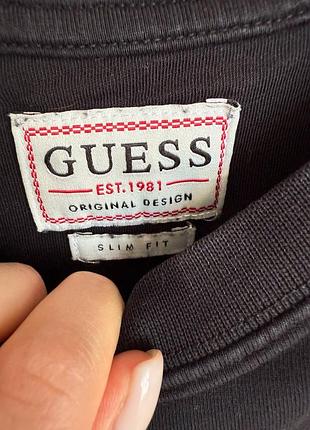 GUESS
EST.1981
ORIGINAL DESIGN
SLIM FIT